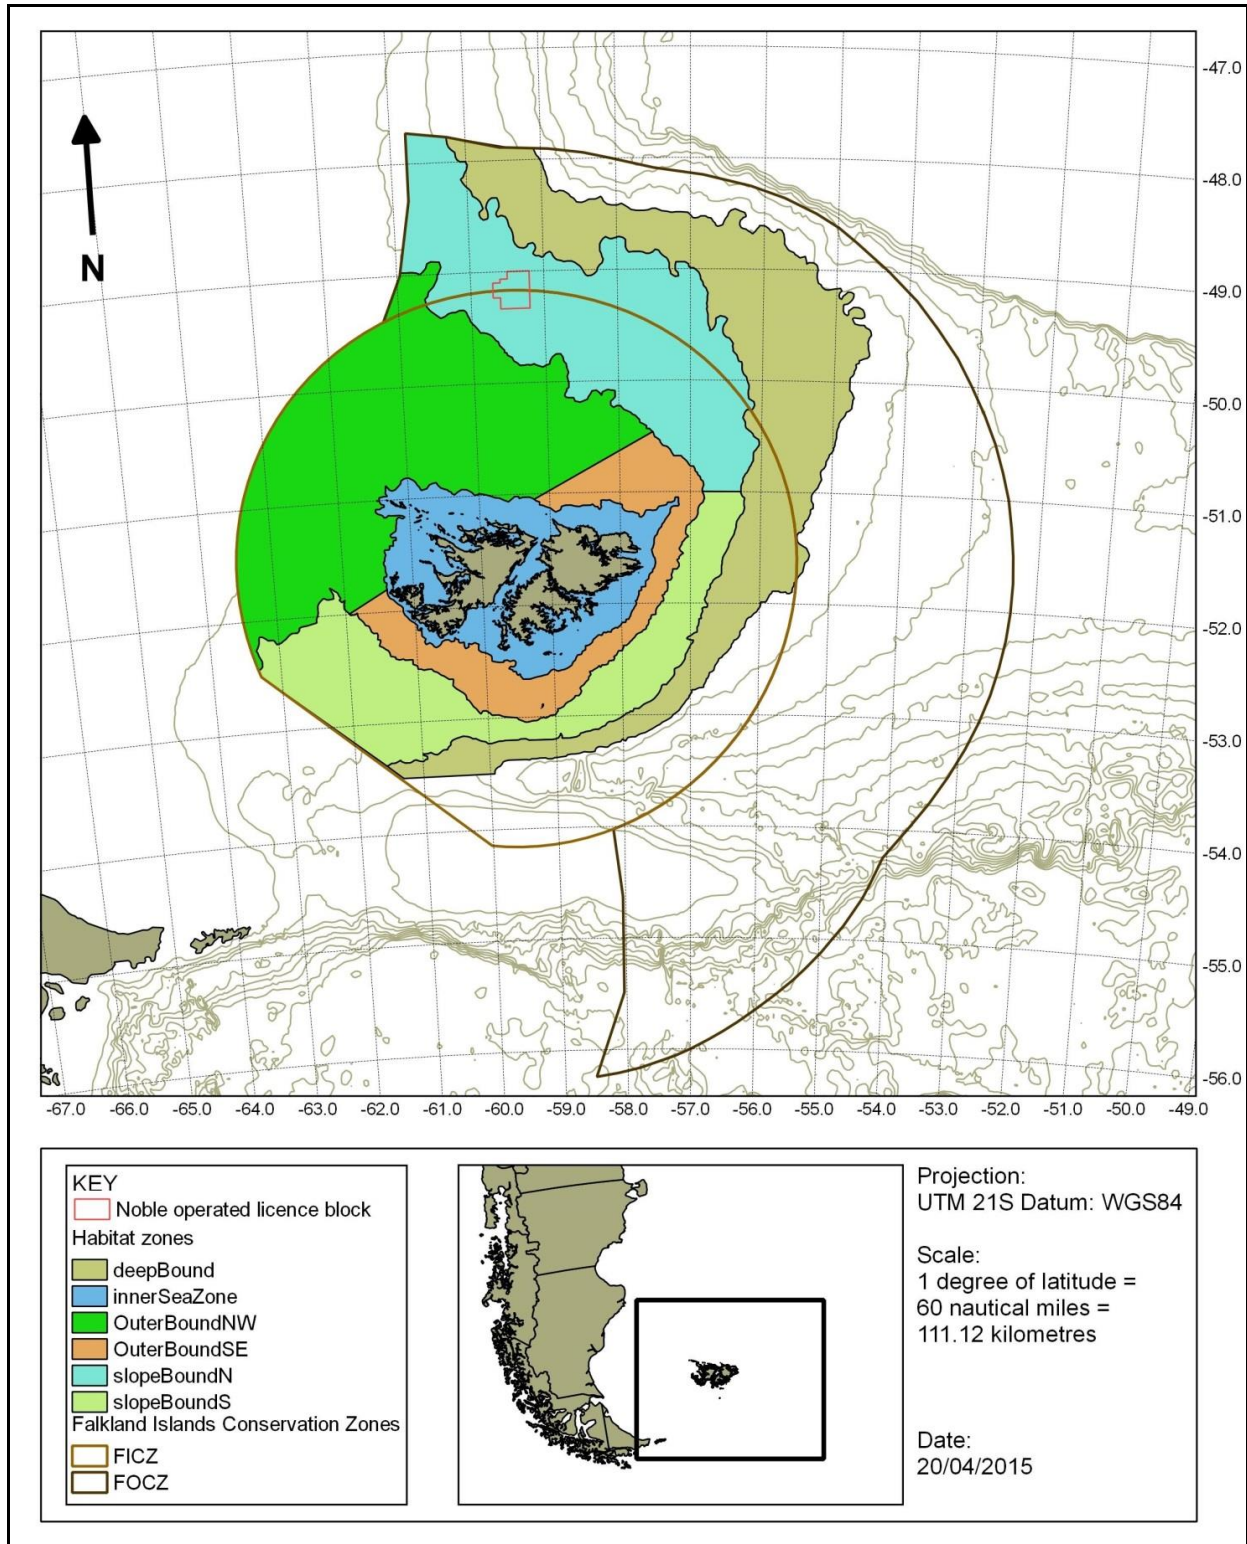 -47.0
-48.0
N
-49.0
-50.0
-51.0
-52.0
-53.0
-54.0
-55.0
-56.0
-67.0 -66.0 -65.0 -64.0 -63.0 -62.0 -61.0 -60.0 -59.0 -58.0 -57.0 -56.0 -55.0 -54.0 -53.0 -52.0 -51.0 -50.0 -49.0
KEY
Noble operated licence block
Habitat zones
deepBound
innerSeaZone
OuterBoundNW
OuterBoundSE
slopeBoundN
slopeBoundS
Falkland Islands Conservation Zones
FICZ
FOCZ
Projection:
UTM 21S Datum: WGS84
Scale:
1 degree of latitude =
60 nautical miles =
111.12 kilometres
Date:
20/04/2015